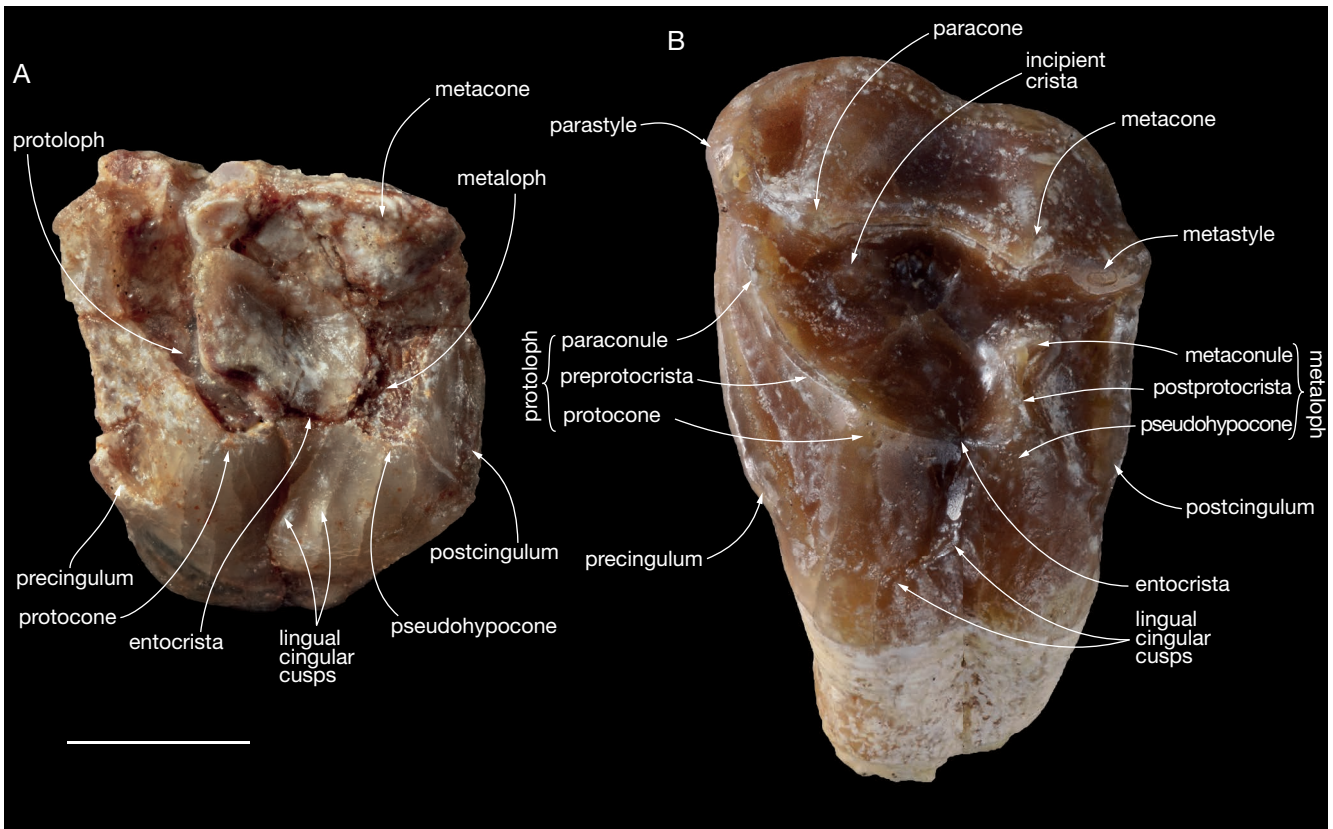 A
metacone
protoloph
metaloph
precingulum
protocone
entocrista
lingual
cingular
cusps
pseudohypocone
postcingulum
B
paracone
incipient
crista
parastyle
metacone
metastyle
protoloph
paraconule
preprotocrista
protocone
metaconule
postprotocrista
pseudohypocone
metaloph
postcingulum
precingulum
entocrista
lingual
cingular
cusps